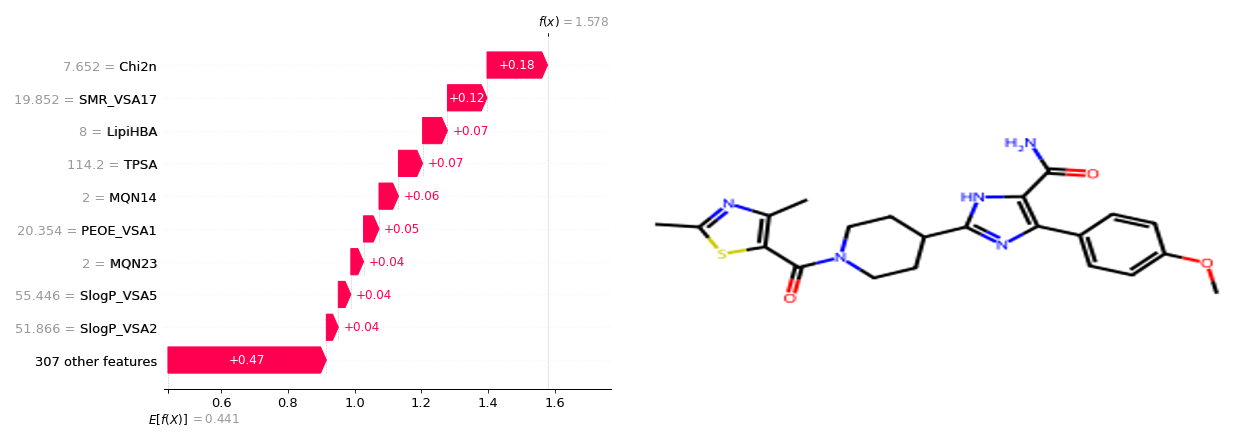 f(x) = 1.578
7.652 = Chi2n
+0.18
19.852 = SMR_VSA17
+0.12
8 = LipiHBA
+0.07
114.2 = TPSA
+0.07
2 = MQN14
+0.06
20.354 = PEOE_VSA1
+0.05
2 = MQN23
+0.04
55.446 = SlogP_VSA5
+0.04
51.866 = SlogP_VSA2
+0.04
307 other features
+0.47
0.6 0.8 1.0 1.2 1.4 1.6
E[f(X)] = 0.441
H₂N
O
HN
N
N
N
S
O
O